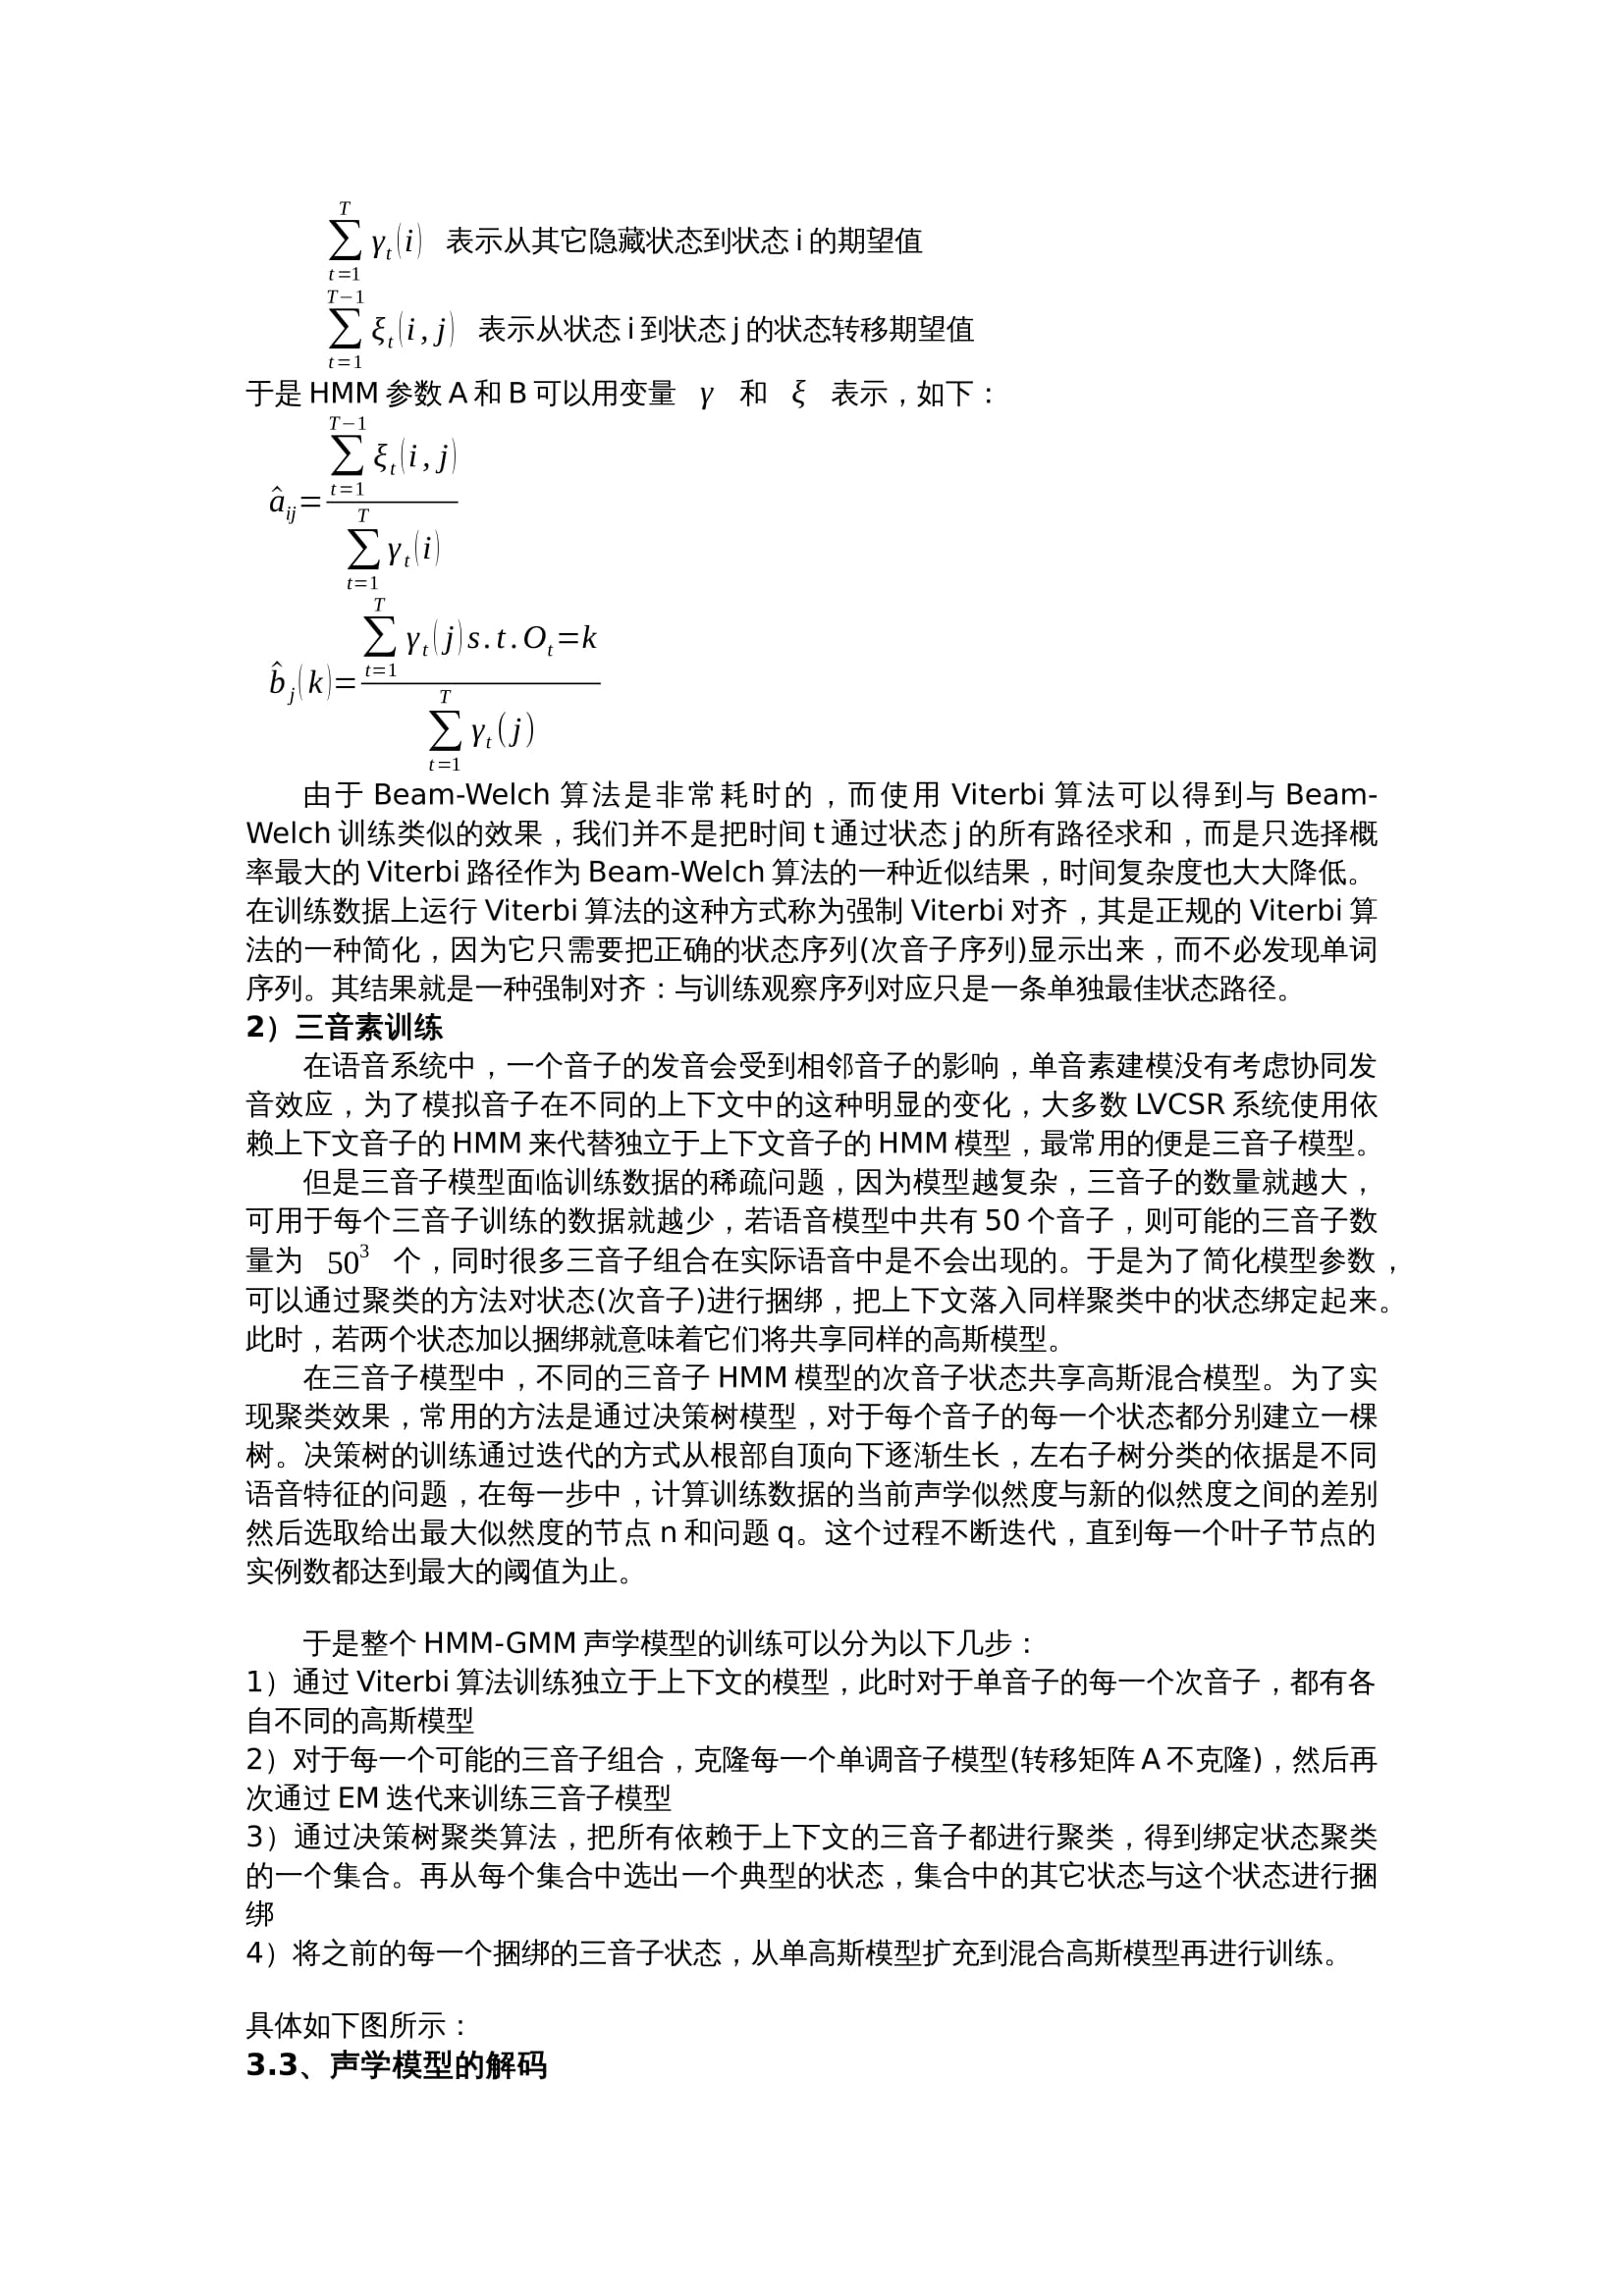 \sum_{t=1}^{T} γ_t(i) 表示从其它隐藏状态到状态 i 的期望值
\sum_{t=1}^{T−1} ξ_t(i, j) 表示从状态 i 到状态 j 的状态转移期望值
于是 HMM 参数 A 和 B 可以用变量 γ 和 ξ 表示，如下：
\hat{a}_{ij} = \frac{\sum_{t=1}^{T−1} ξ_t(i, j)}{\sum_{t=1}^{T} γ_t(i)}
\hat{b}_j(k) = \frac{\sum_{t=1}^{T} γ_t(j) s.t. O_t=k}{\sum_{t=1}^{T} γ_t(j)}
由于 Beam-Welch 算法是非常耗时的，而使用 Viterbi 算法可以得到与 Beam-
Welch 训练类似的效果，我们并不是把时间 t 通过状态 j 的所有路径求和，而是只选择概
率最大的 Viterbi 路径作为 Beam-Welch 算法的一种近似结果，时间复杂度也大大降低。
在训练数据上运行 Viterbi 算法的这种方式称为强制 Viterbi 对齐，其是正规的 Viterbi 算
法的一种简化，因为它只需要把正确的状态序列(次音子序列)显示出来，而不必发现单词
序列。其结果就是一种强制对齐：与训练观察序列对应只是一条单独最佳状态路径。
2）三音素训练
在语音系统中，一个音子的发音会受到相邻音子的影响，单音素建模没有考虑协同发
音效应，为了模拟音子在不同的上下文中的这种明显的变化，大多数 LVCSR 系统使用依
赖上下文音子的 HMM 来代替独立于上下文音子的 HMM 模型，最常用的便是三音子模型。
但是三音子模型面临训练数据的稀疏问题，因为模型越复杂，三音子的数量就越大，
可用于每个三音子训练的数据就越少，若语音模型中共有 50 个音子，则可能的三音子数
量为 50^3 个，同时很多三音子组合在实际语音中是不会出现的。于是为了简化模型参数，
可以通过聚类的方法对状态(次音子)进行捆绑，把上下文落入同样聚类中的状态绑定起来。
此时，若两个状态加以捆绑就意味着它们将共享同样的高斯模型。
在三音子模型中，不同的三音子 HMM 模型的次音子状态共享高斯混合模型。为了实
现聚类效果，常用的方法是通过决策树模型，对于每个音子的每一个状态都分别建立一棵
树。决策树的训练通过迭代的方式从根部自顶向下逐渐生长，左右子树分类的依据是不同
语音特征的问题，在每一步中，计算训练数据的当前声学似然度与新的似然度之间的差别
然后选取给出最大似然度的节点 n 和问题 q。这个过程不断迭代，直到每一个叶子节点的
实例数都达到最大的阈值为止。
于是整个 HMM-GMM 声学模型的训练可以分为以下几步：
1）通过 Viterbi 算法训练独立于上下文的模型，此时对于单音子的每一个次音子，都有各
自不同的高斯模型
2）对于每一个可能的三音子组合，克隆每一个单调音子模型(转移矩阵 A 不克隆)，然后再
次通过 EM 迭代来训练三音子模型
3）通过决策树聚类算法，把所有依赖于上下文的三音子都进行聚类，得到绑定状态聚类
的一个集合。再从每个集合中选出一个典型的状态，集合中的其它状态与这个状态进行捆
绑
4）将之前的每一个捆绑的三音子状态，从单高斯模型扩充到混合高斯模型再进行训练。
具体如下图所示：
3.3、声学模型的解码